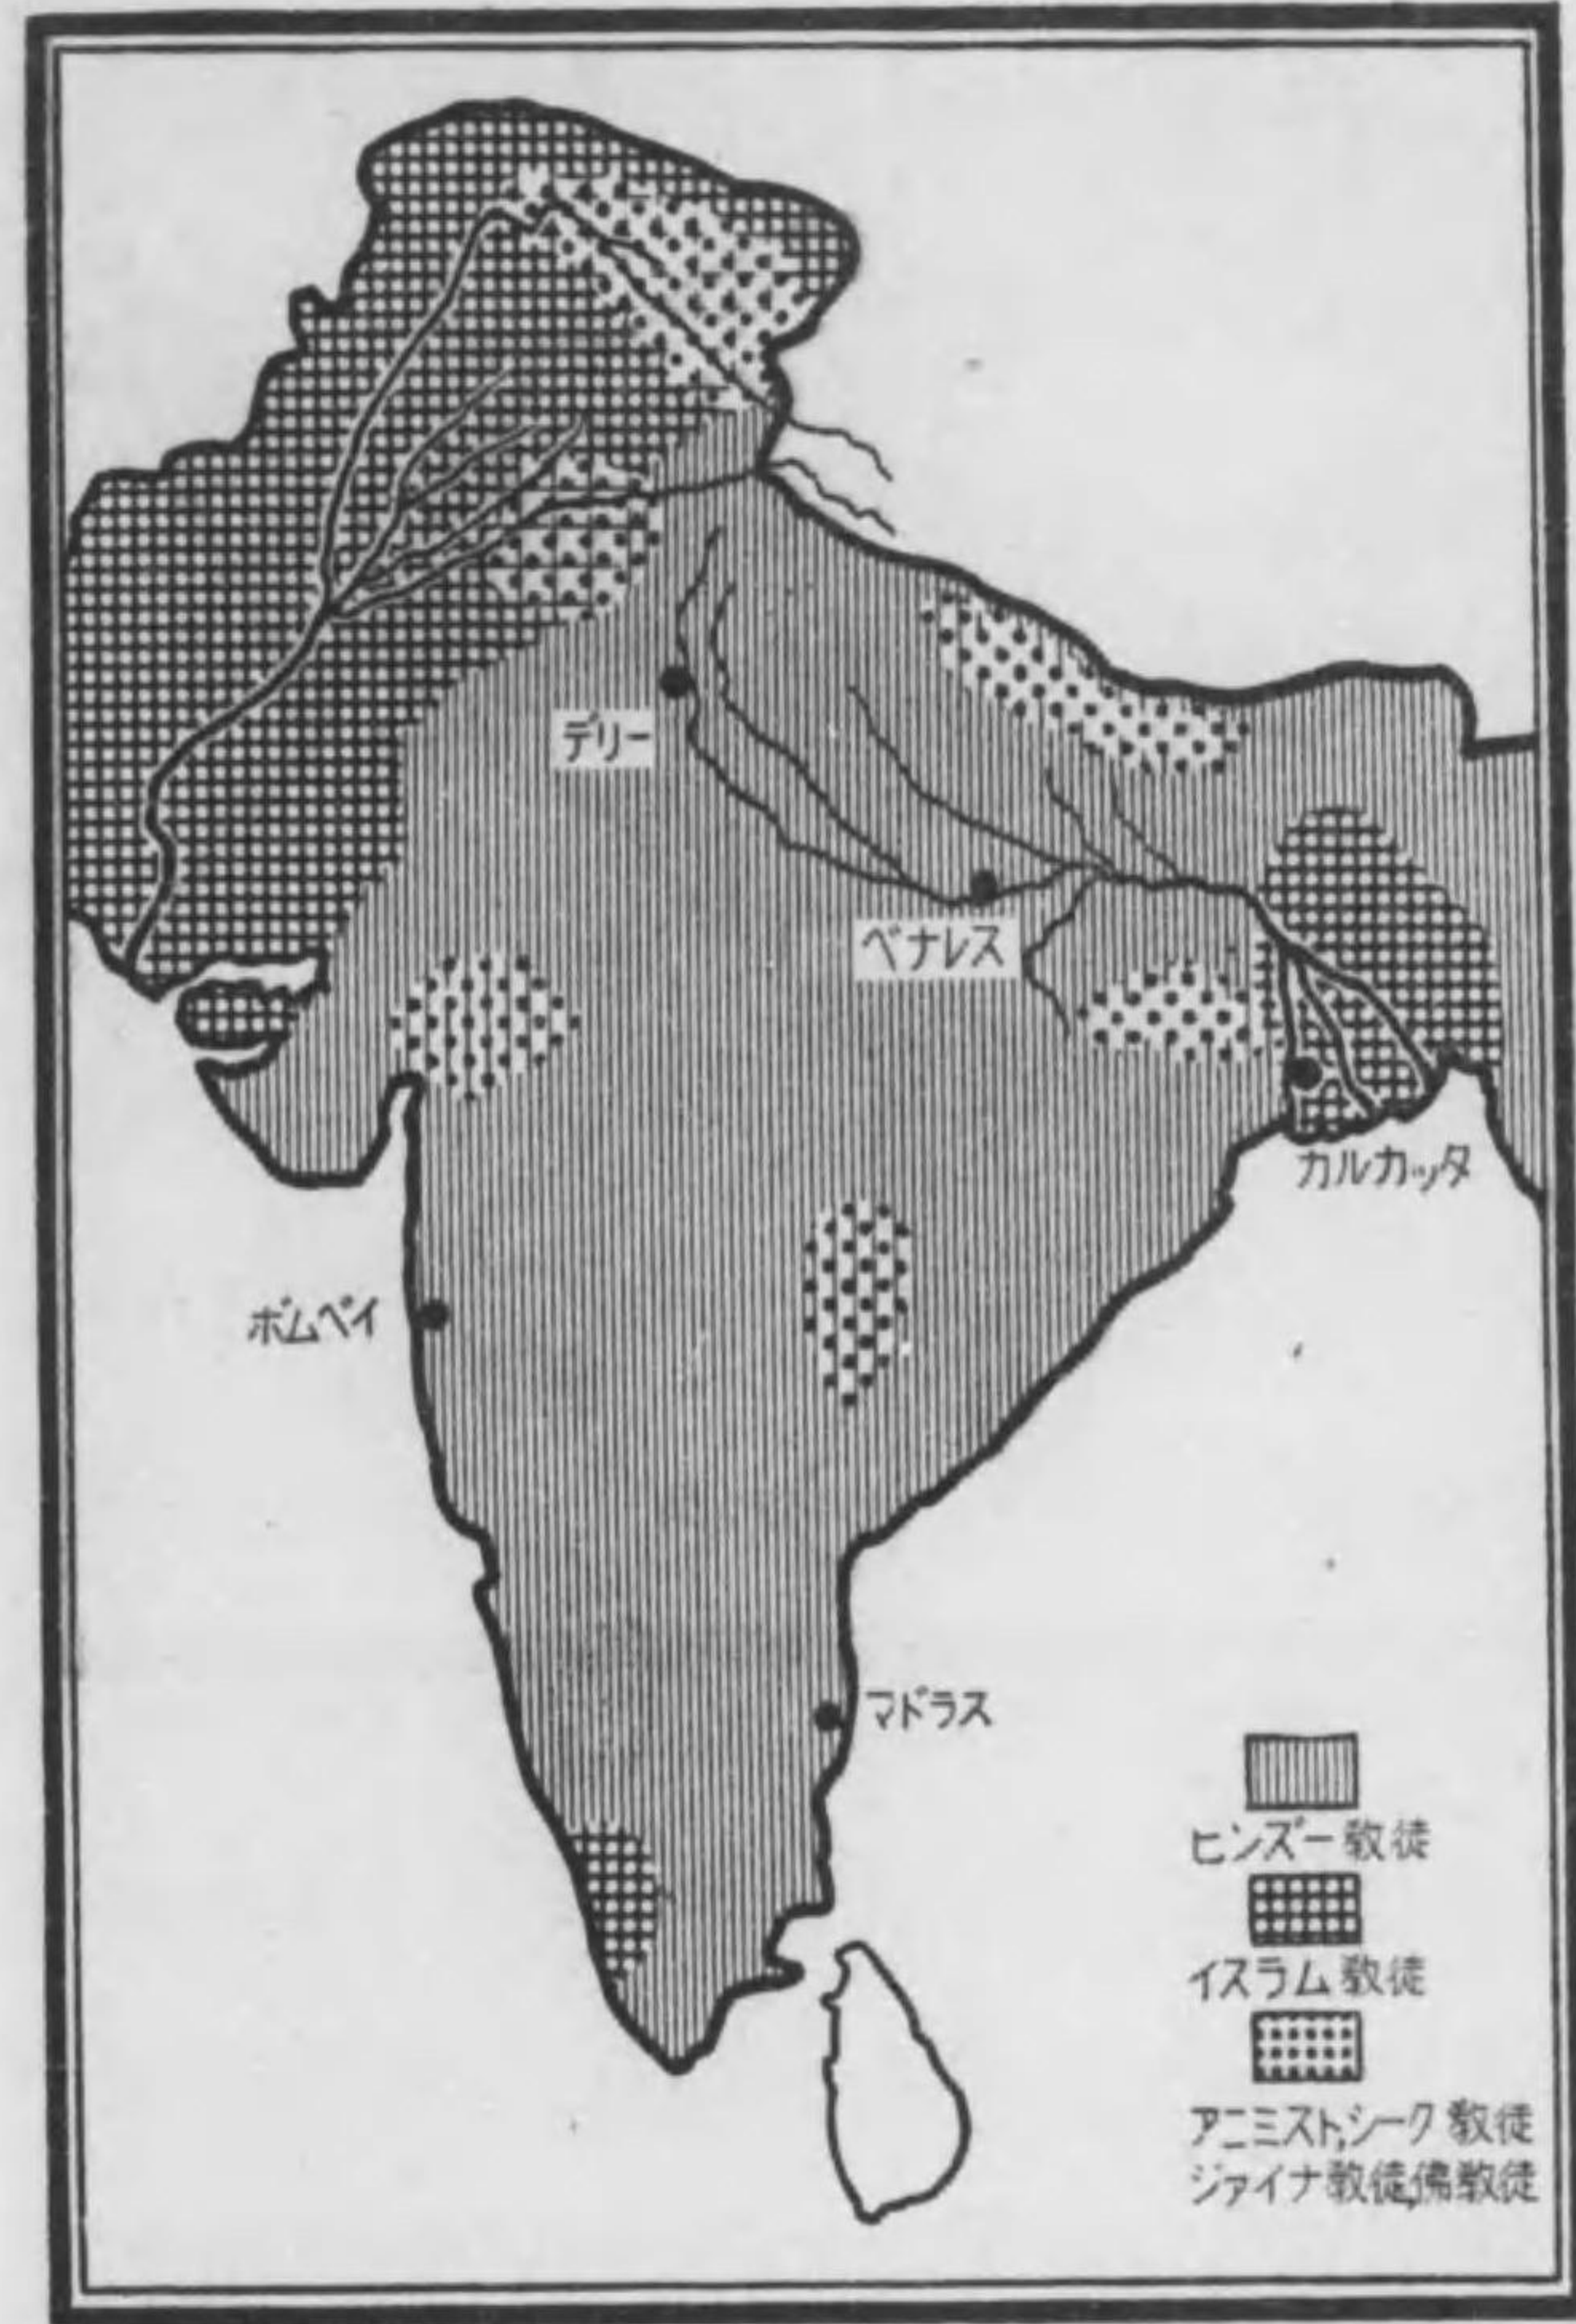 デリー
ベナレス
カルカッタ
ボムベイ
マドラス
ヒンズー教徒
イスラム教徒
アニミスト,シーク教徒
ジァイナ教徒,佛教徒